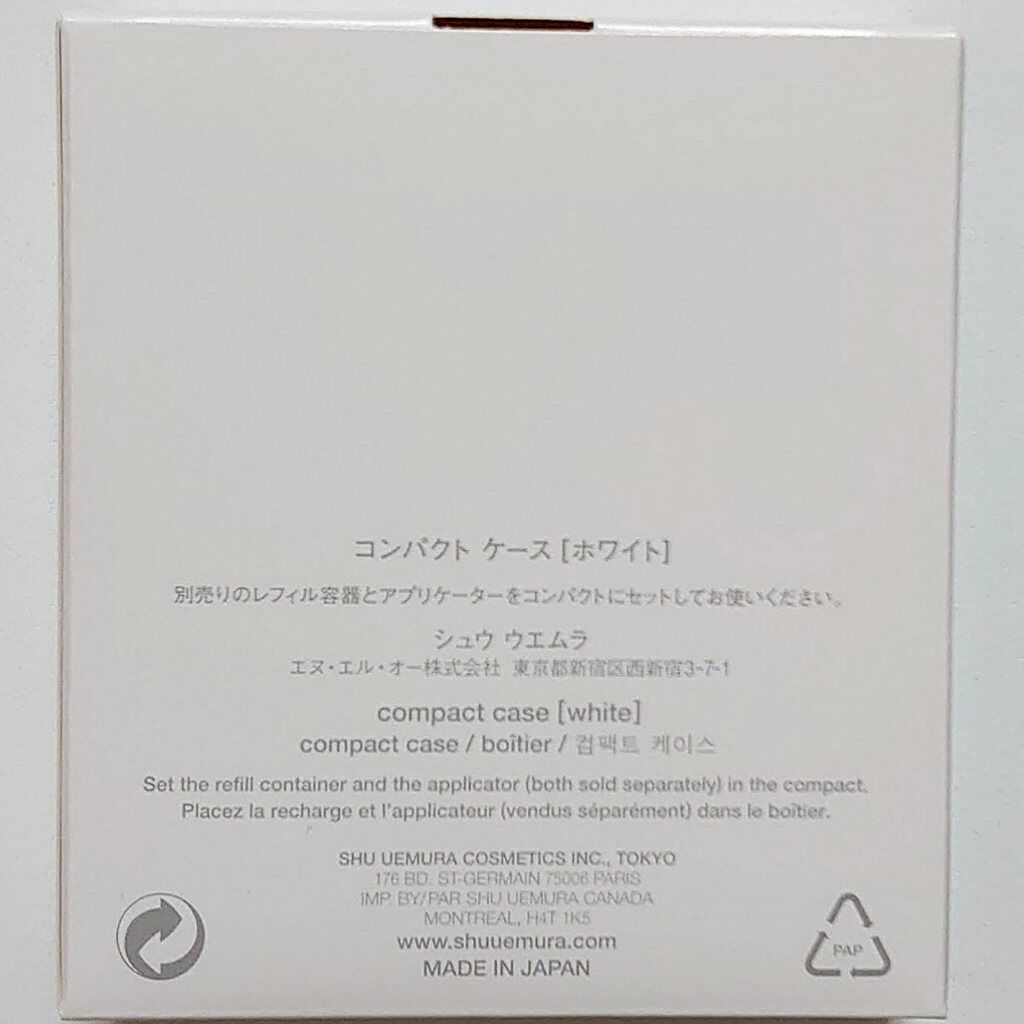 コンパクト ケース [ホワイト]
別売りのレフィル容器とアプリケーターをコンパクトにセットしてお使いください。
シュウ ウエムラ
エヌ・エル・オー株式会社 東京都新宿区西新宿3-7-1
compact case [white]
compact case / boîtier / 컴팩트 케이스
Set the refill container and the applicator (both sold separately) in the compact.
Placez la recharge et l'applicateur (vendus séparément) dans le boîtier.
SHU UEMURA COSMETICS INC., TOKYO
176 BD. ST-GERMAIN 75006 PARIS
IMP. BY/PAR SHU UEMURA CANADA
MONTREAL, H4T 1K5
www.shuuemura.com
MADE IN JAPAN
PAP